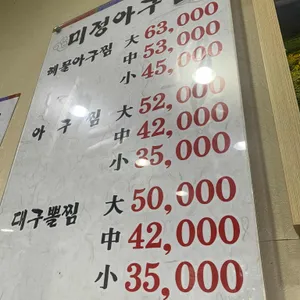 미정아구찜
해물아구찜 大 63,000
中 53,000
小 45,000
아구찜 大 52,000
中 42,000
小 35,000
대구뽈찜 大 50,000
中 42,000
小 35,000